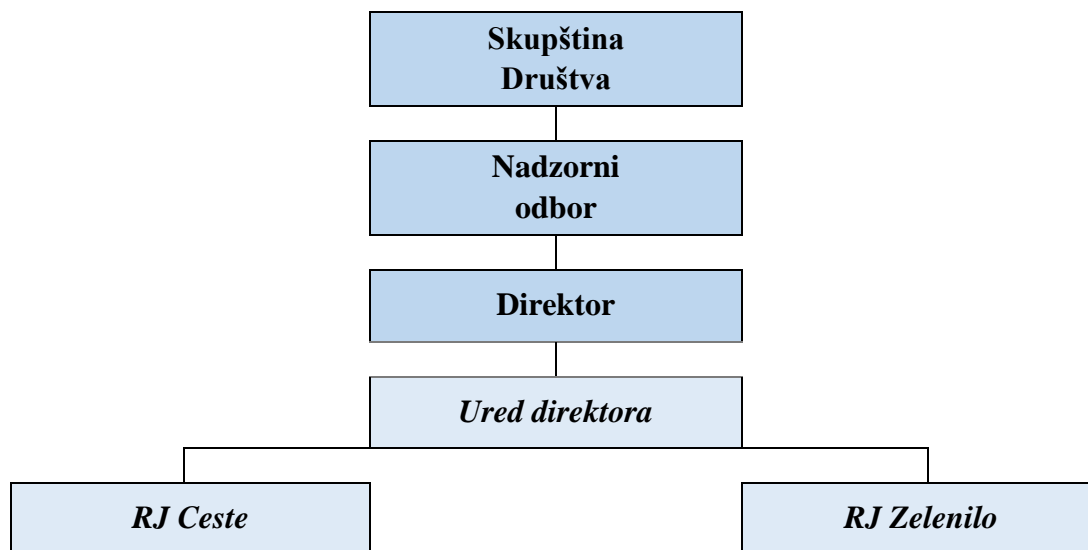 Skupština
Društva
Nadzorni
odbor
Direktor
Ured direktora
RJ Ceste
RJ Zelenilo